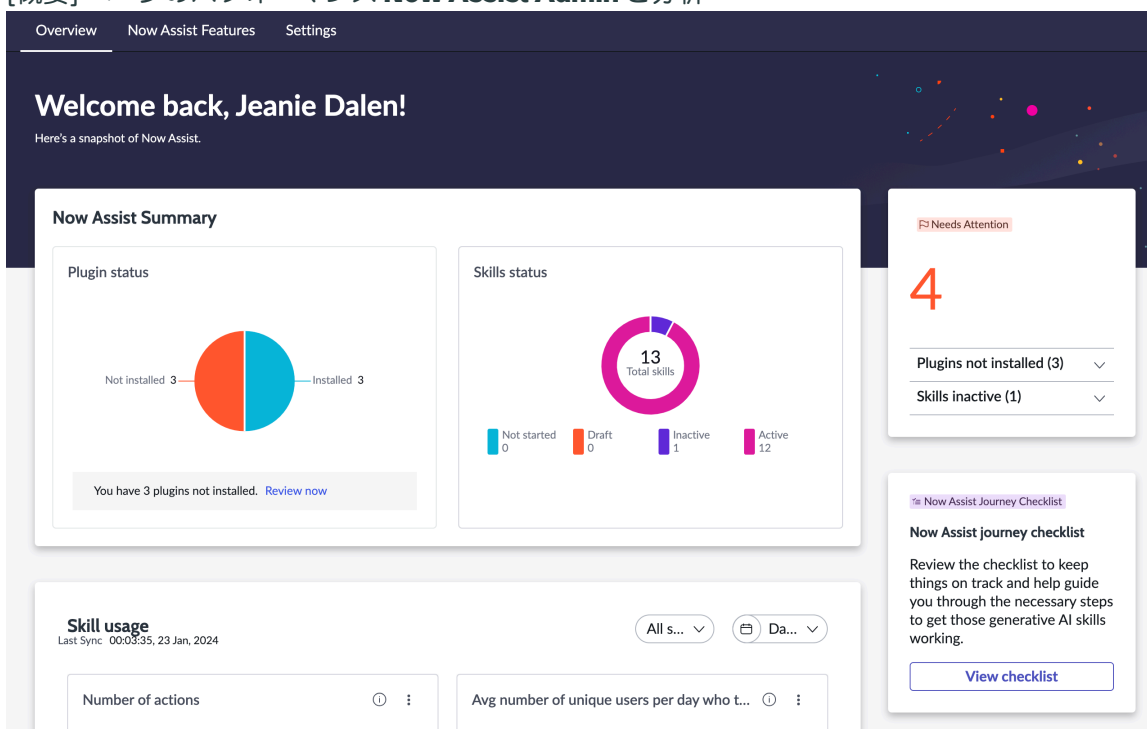 Now Assist Admin
Overview
Now Assist Features
Settings
Welcome back, Jeanie Dalen!
Here's a snapshot of Now Assist.
Now Assist Summary
Plugin status
Not installed 3
Installed 3
You have 3 plugins not installed. Review now
Skills status
13
Total skills
Not started
0
Draft
0
Inactive
1
Active
12
Needs Attention
4
Plugins not installed (3)
Skills inactive (1)
Now Assist Journey Checklist
Now Assist journey checklist
Review the checklist to keep
things on track and help guide
you through the necessary steps
to get those generative AI skills
working.
View checklist
Skill usage
Last Sync 00:03:35, 23 Jan, 2024
All s...
Da...
Number of actions
Avg number of unique users per day who t...